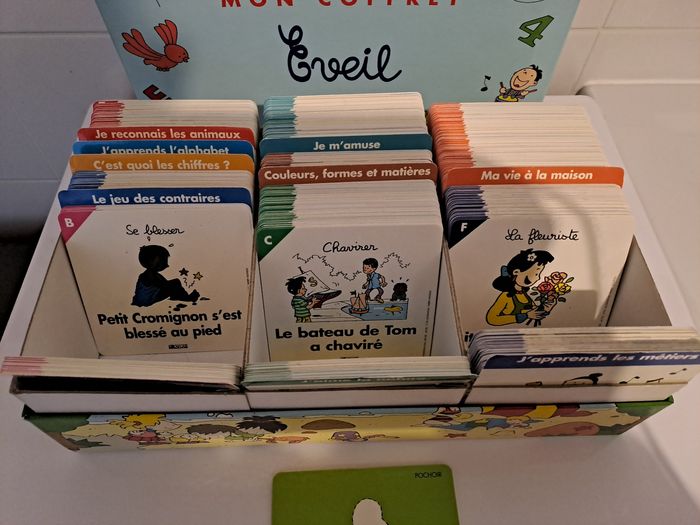 MON COFFRET
Eveil
4
Je reconnais les animaux
J'apprends l'alphabet
C'est quoi les chiffres ?
Le jeu des contraires
B
Se blesser
Petit Cromignon s'est
blessé au pied
Je m'amuse
Couleurs, formes et matières
C
Chavirer
Le bateau de Tom
a chaviré
Ma vie à la maison
F
La fleuriste
J'apprends les métiers